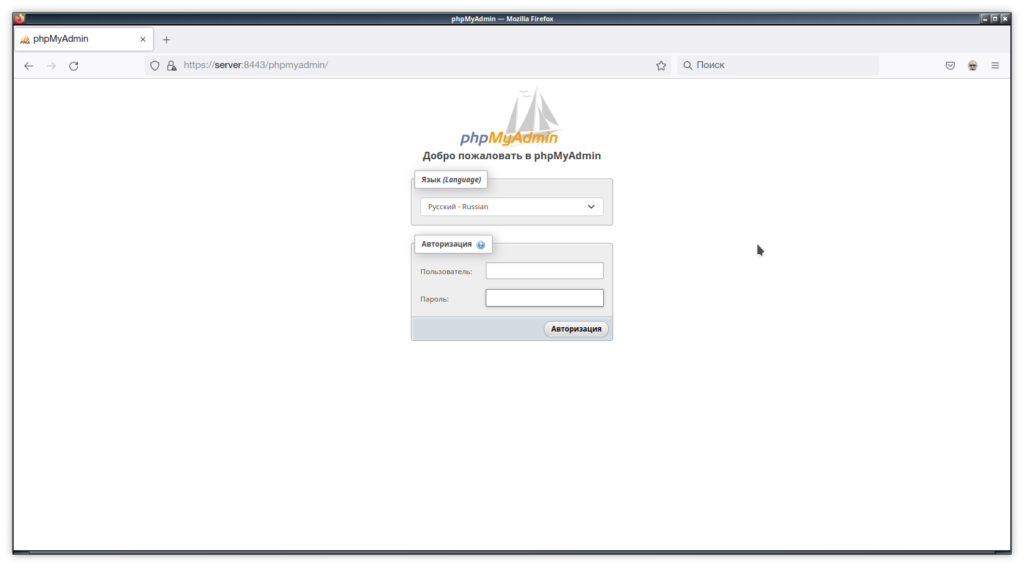 phpMyAdmin — Mozilla Firefox
phpMyAdmin
https://server:8443/phpmyadmin/
Поиск
phpMyAdmin
Добро пожаловать в phpMyAdmin
Язык (Language)
Русский - Russian
Авторизация
Пользователь:
Пароль:
Авторизация